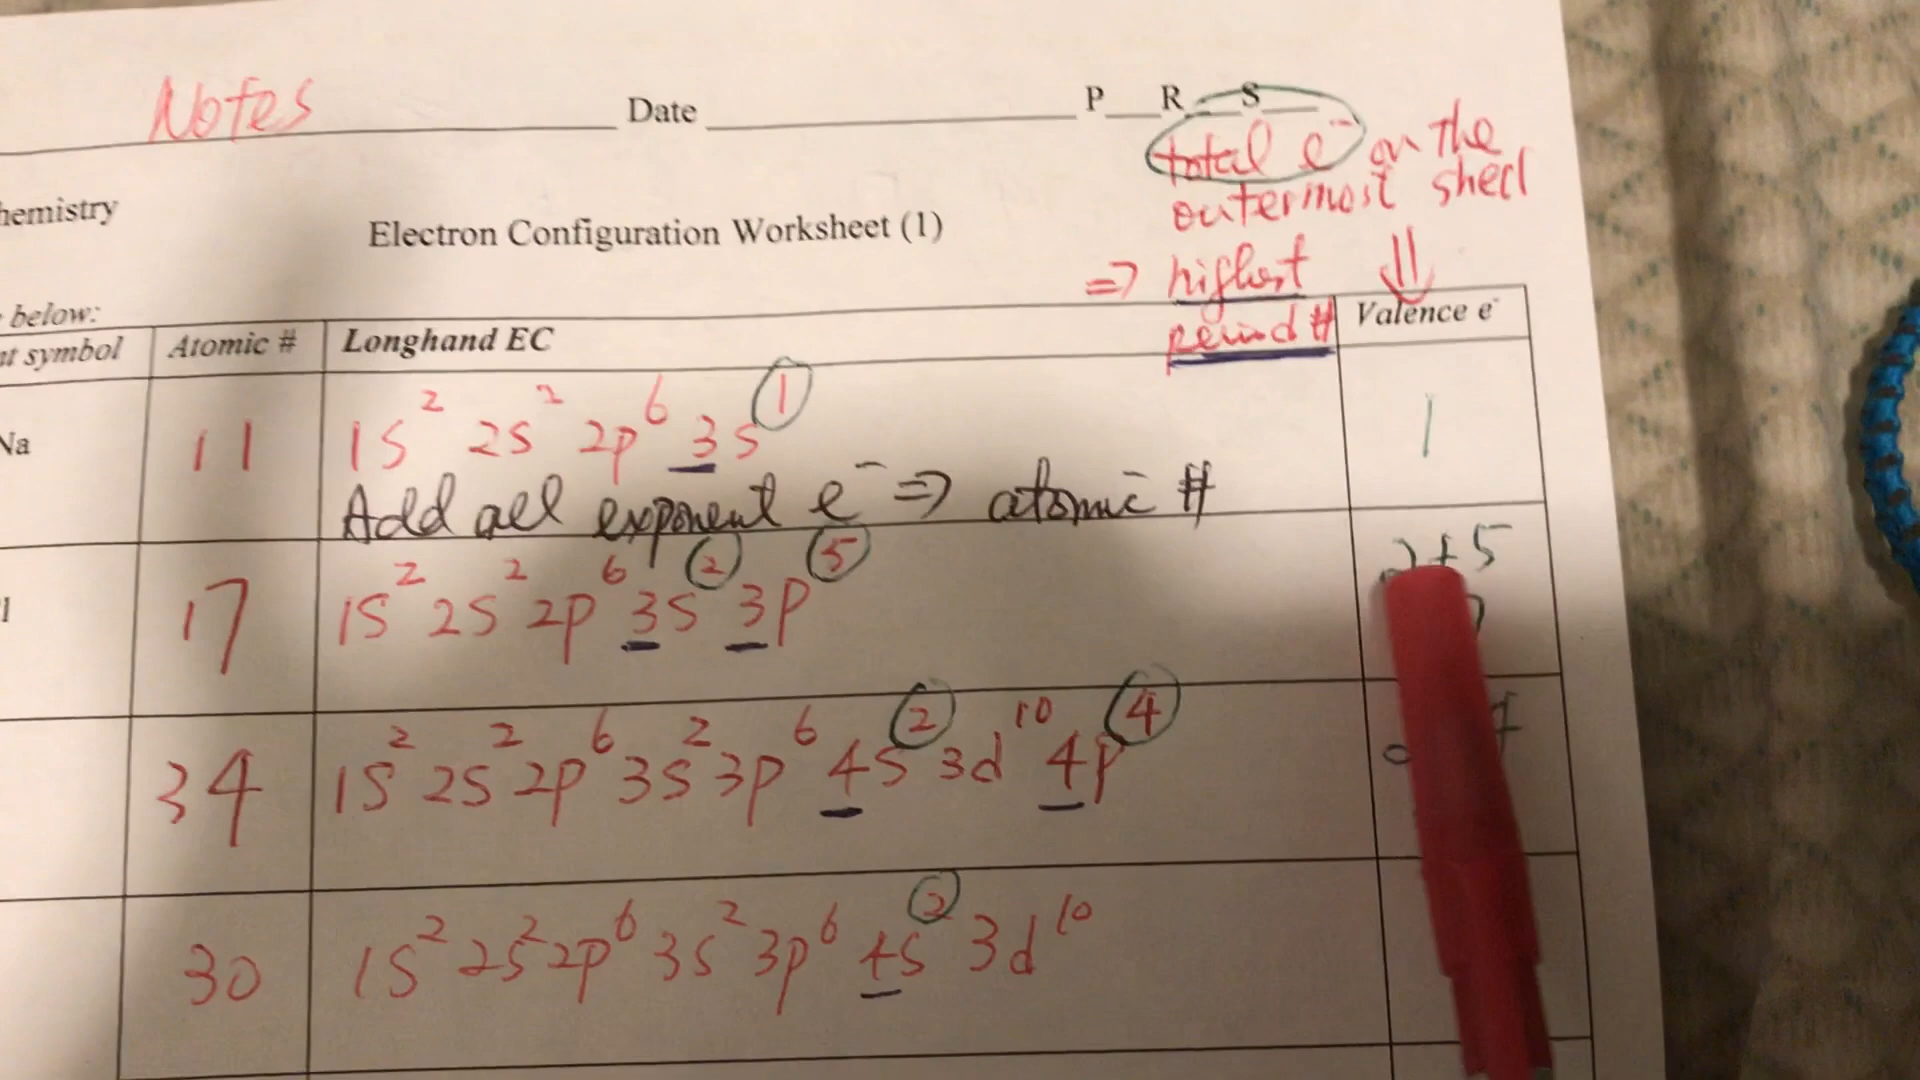 Notes Date P R S
total e⁻ on the
outermost shell
hemistry
Electron Configuration Worksheet (1)
=> highest ⇓
period #
below:
symbol Atomic # Longhand EC Valence e⁻
Na 11 1s² 2s² 2p⁶ 3s¹ 1
Add all exponent e⁻ => atomic #
17 1s² 2s² 2p⁶ 3s² 3p⁵ 2+5
34 1s² 2s² 2p⁶ 3s² 3p⁶ 4s² 3d¹⁰ 4p⁴
30 1s² 2s² 2p⁶ 3s² 3p⁶ 4s² 3d¹⁰